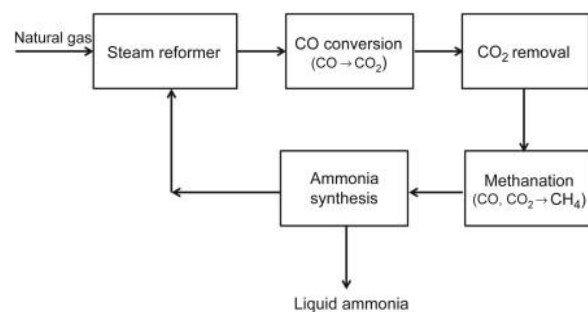 Natural gas
Steam reformer
CO conversion
(CO → CO₂)
CO₂ removal
Ammonia
synthesis
Methanation
(CO, CO₂ → CH₄)
Liquid ammonia